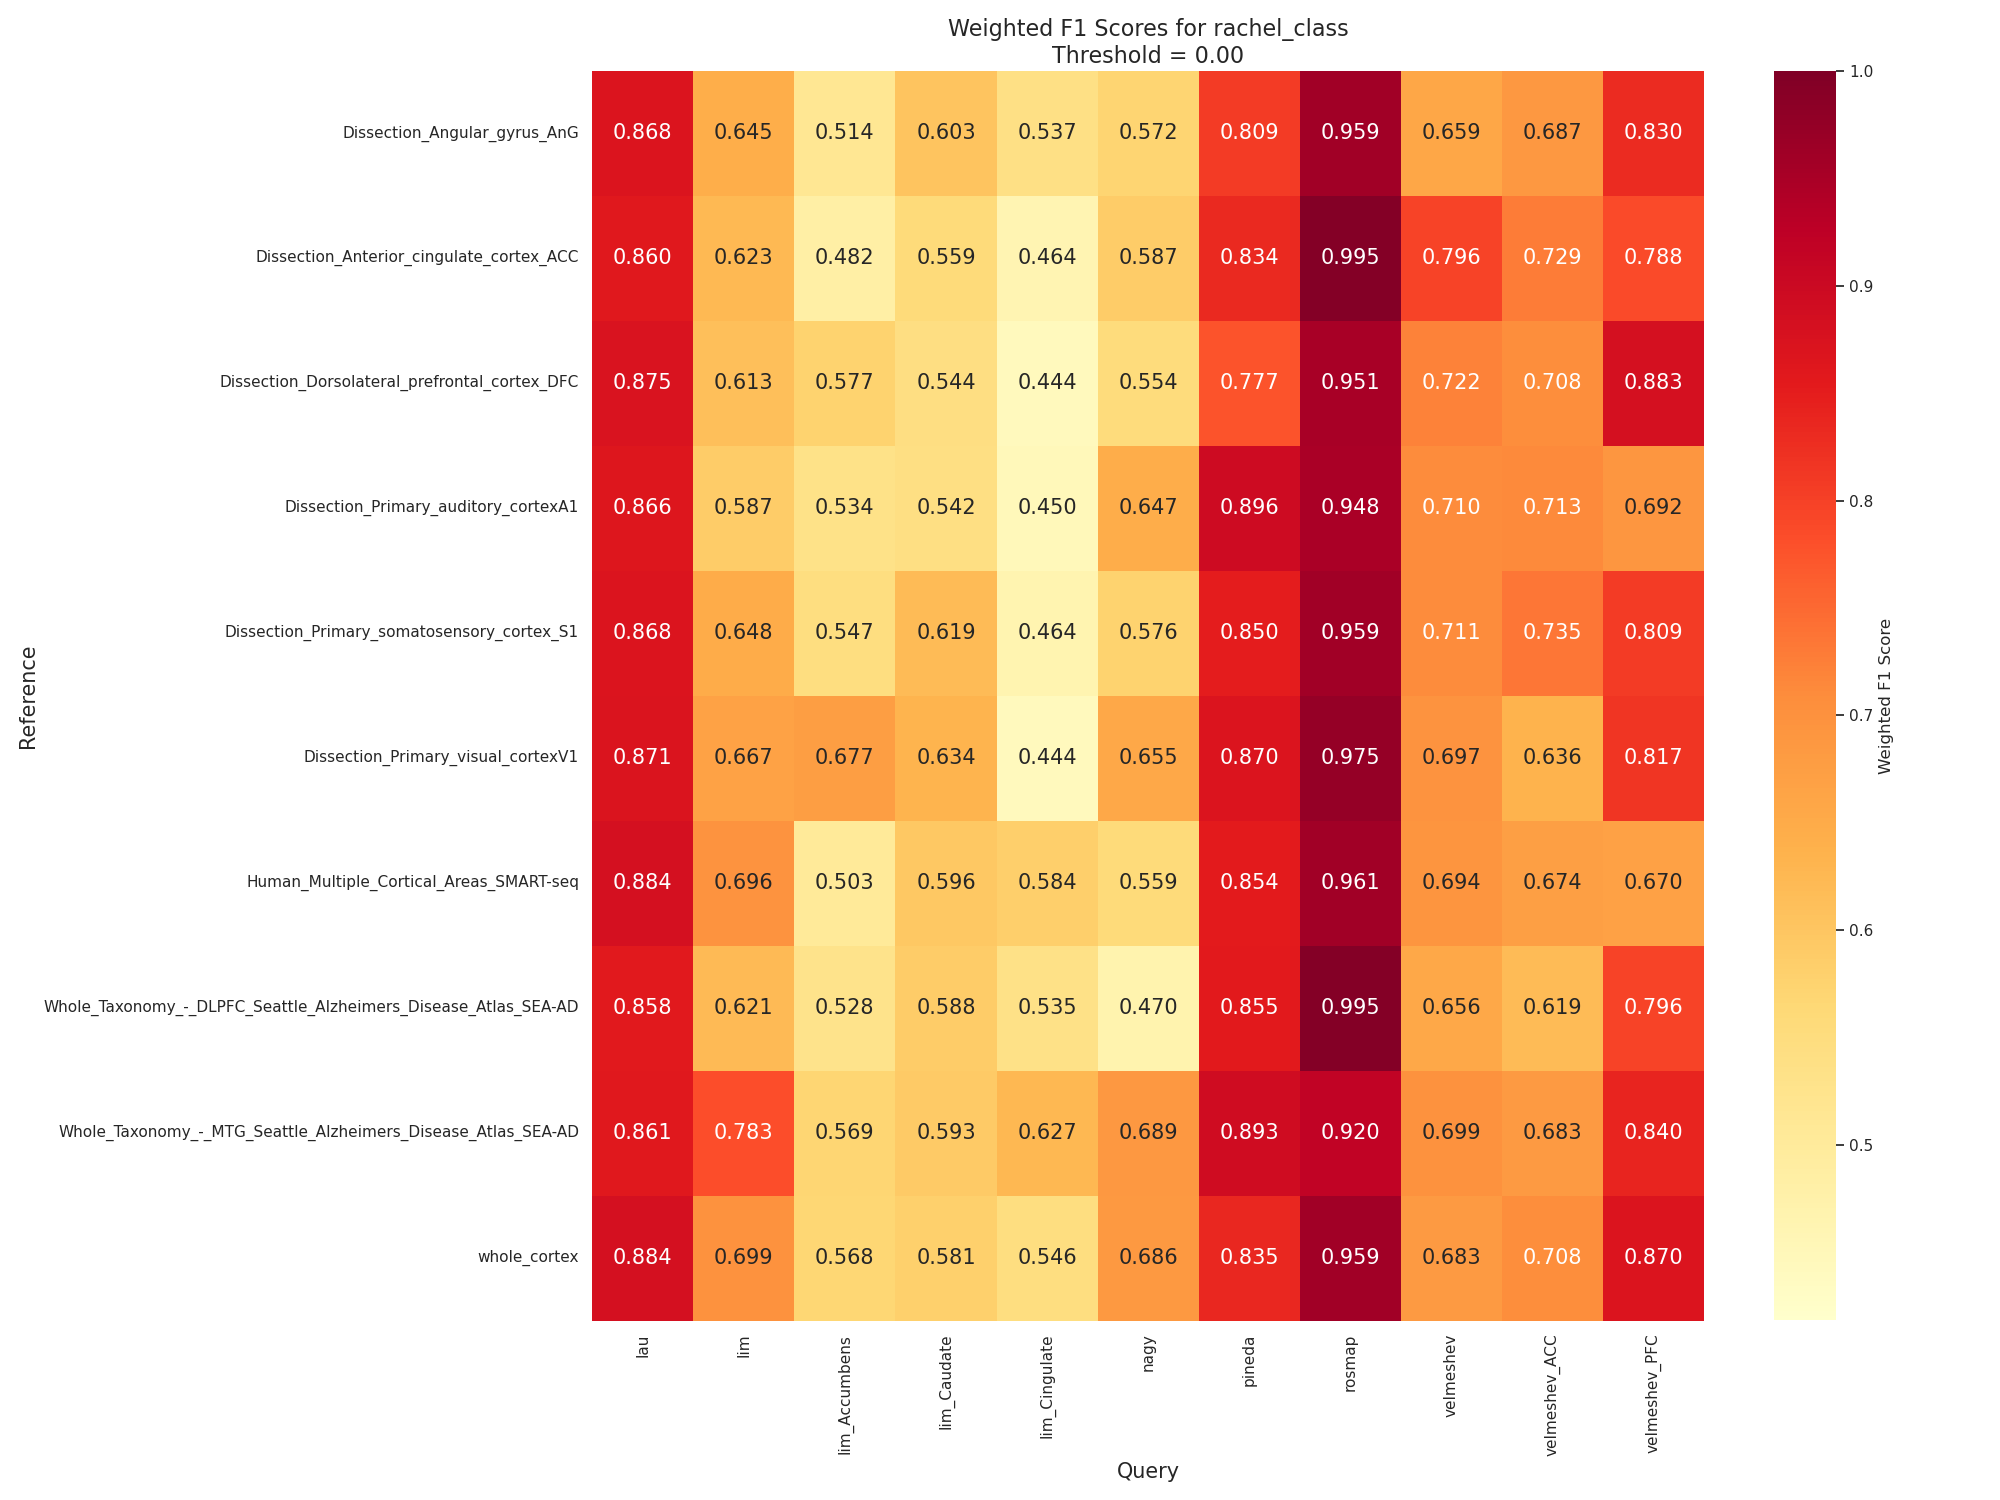 Weighted F1 Scores for rachel_class
Threshold = 0.00
Reference
Dissection_Angular_gyrus_AnG 0.868 0.645 0.514 0.603 0.537 0.572 0.809 0.959 0.659 0.687 0.830
Dissection_Anterior_cingulate_cortex_ACC 0.860 0.623 0.482 0.559 0.464 0.587 0.834 0.995 0.796 0.729 0.788
Dissection_Dorsolateral_prefrontal_cortex_DFC 0.875 0.613 0.577 0.544 0.444 0.554 0.777 0.951 0.722 0.708 0.883
Dissection_Primary_auditory_cortexA1 0.866 0.587 0.534 0.542 0.450 0.647 0.896 0.948 0.710 0.713 0.692
Dissection_Primary_somatosensory_cortex_S1 0.868 0.648 0.547 0.619 0.464 0.576 0.850 0.959 0.711 0.735 0.809
Dissection_Primary_visual_cortexV1 0.871 0.667 0.677 0.634 0.444 0.655 0.870 0.975 0.697 0.636 0.817
Human_Multiple_Cortical_Areas_SMART-seq 0.884 0.696 0.503 0.596 0.584 0.559 0.854 0.961 0.694 0.674 0.670
Whole_Taxonomy_-_DLPFC_Seattle_Alzheimers_Disease_Atlas_SEA-AD 0.858 0.621 0.528 0.588 0.535 0.470 0.855 0.995 0.656 0.619 0.796
Whole_Taxonomy_-_MTG_Seattle_Alzheimers_Disease_Atlas_SEA-AD 0.861 0.783 0.569 0.593 0.627 0.689 0.893 0.920 0.699 0.683 0.840
whole_cortex 0.884 0.699 0.568 0.581 0.546 0.686 0.835 0.959 0.683 0.708 0.870
lau
lim
lim_Accumbens
lim_Caudate
lim_Cingulate
nagy
pineda
rosmap
velmeshev
velmeshev_ACC
velmeshev_PFC
Query
1.0
0.9
0.8
0.7
0.6
0.5
Weighted F1 Score